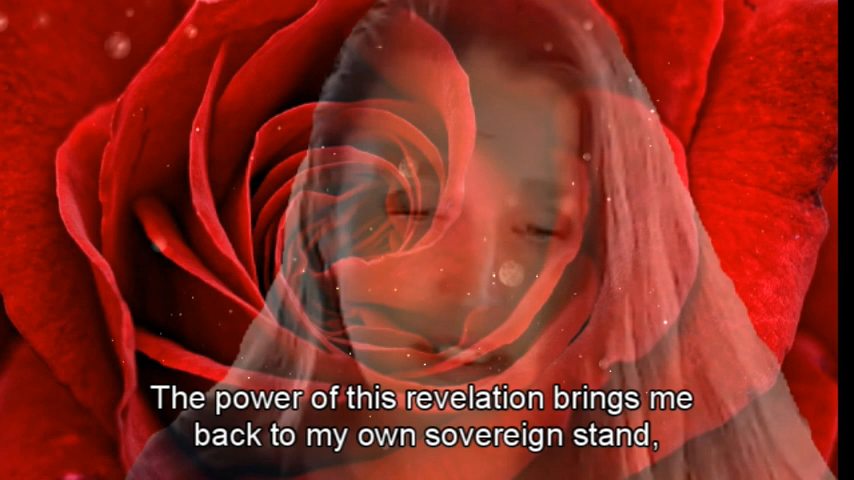 The power of this revelation brings me
back to my own sovereign stand,